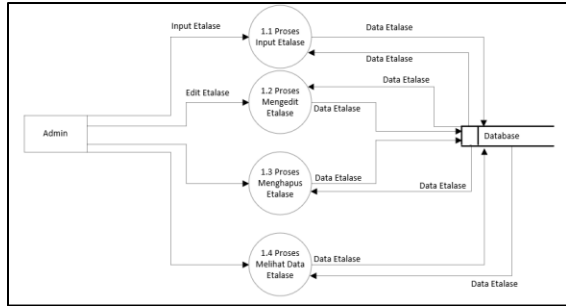 Input Etalase
1.1 Proses
Input Etalase
Data Etalase
Data Etalase
Edit Etalase
1.2 Proses
Mengedit
Etalase
Data Etalase
Data Etalase
Admin
Database
1.3 Proses
Menghapus
Etalase
Data Etalase
Data Etalase
1.4 Proses
Melihat Data
Etalase
Data Etalase
Data Etalase